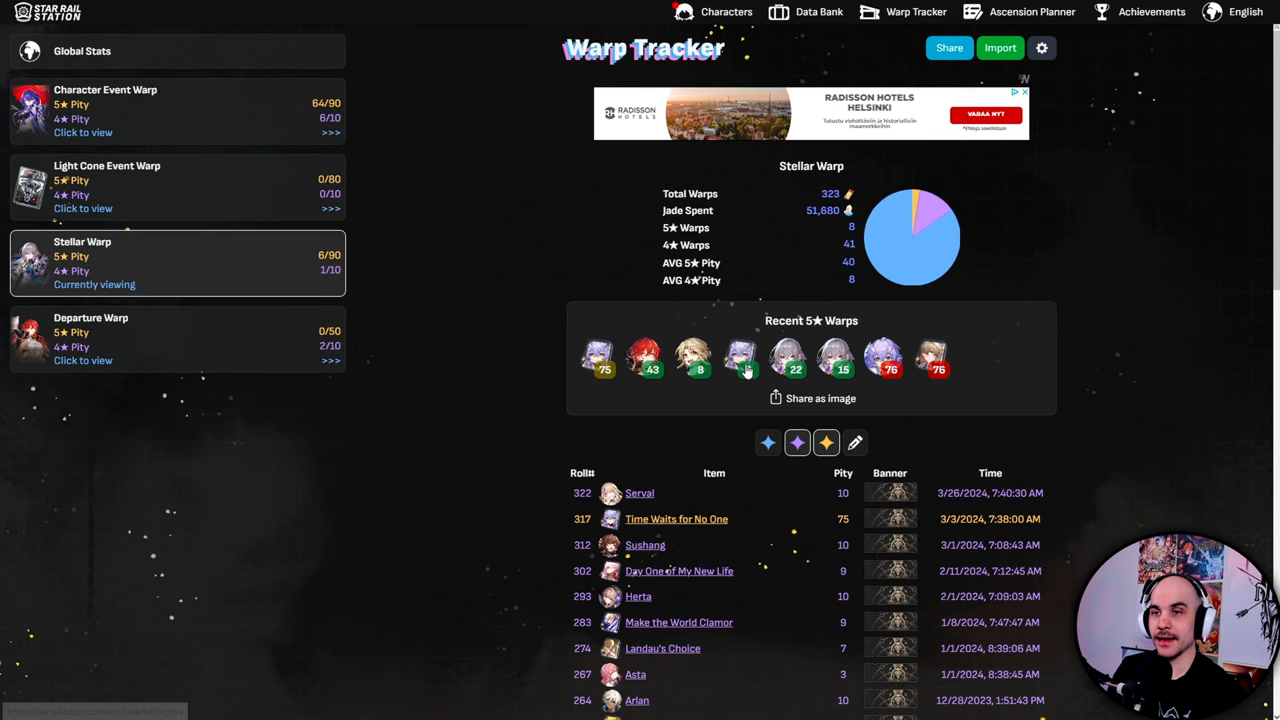 STAR RAIL
STATION
Characters
Data Bank
Warp Tracker
Ascension Planner
Achievements
English
Global Stats
Character Event Warp
5★ Pity 64/90
4★ Pity 6/10
Click to view >>>
Light Cone Event Warp
5★ Pity 0/80
4★ Pity 0/10
Click to view >>>
Stellar Warp
5★ Pity 6/90
4★ Pity 1/10
Currently viewing
Departure Warp
5★ Pity 0/50
4★ Pity 2/10
Click to view >>>
Warp Tracker
Share
Import
RADISSON
HOTELS
RADISSON HOTELS
HELSINKI
Tutustu viehättäviin ja historiallisiin
maamerkkeihin
VARAA NYT
*Ehtoja sovelletaan
Stellar Warp
Total Warps 323
Jade Spent 51,680
5★ Warps 8
4★ Warps 41
AVG 5★ Pity 40
AVG 4★ Pity 8
Recent 5★ Warps
75 43 8 22 15 76 76
Share as image
Roll# Item Pity Banner Time
322 Serval 10 3/26/2024, 7:40:30 AM
317 Time Waits for No One 75 3/3/2024, 7:38:00 AM
312 Sushang 10 3/1/2024, 7:08:43 AM
302 Day One of My New Life 9 2/11/2024, 7:12:45 AM
293 Herta 10 2/1/2024, 7:09:03 AM
283 Make the World Clamor 9 1/8/2024, 7:47:47 AM
274 Landau's Choice 7 1/1/2024, 8:39:06 AM
267 Asta 3 1/1/2024, 8:38:45 AM
264 Arlan 10 12/28/2023, 1:51:43 PM